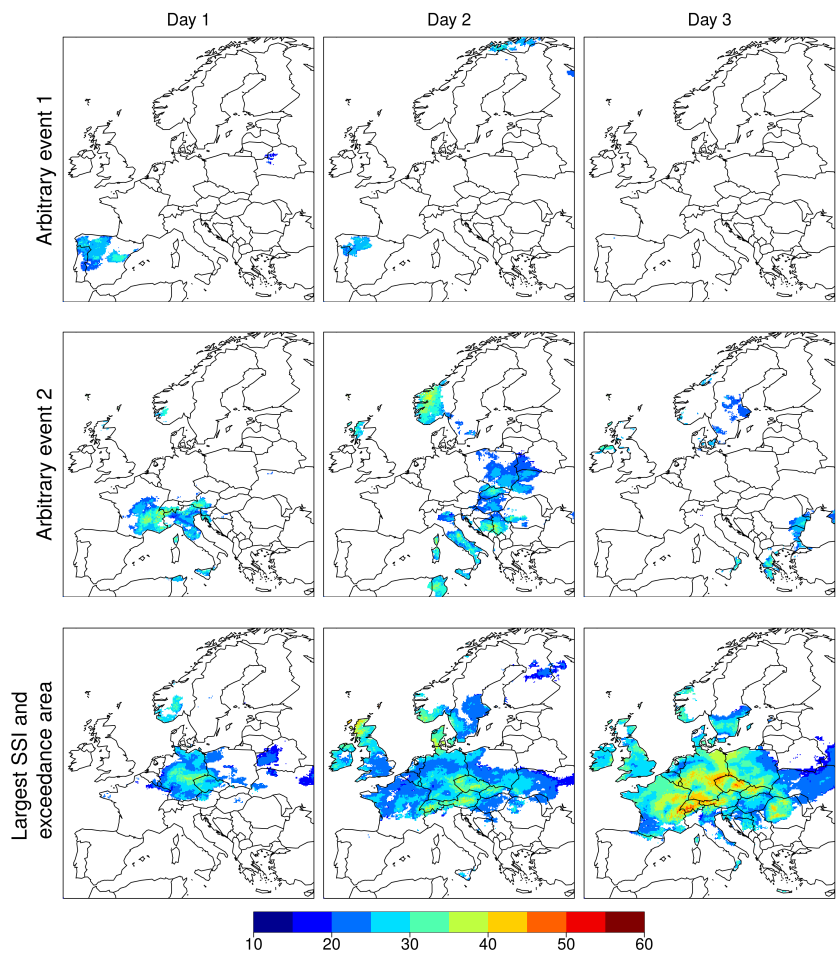 Day 1
Day 2
Day 3
Arbitrary event 1
Arbitrary event 2
Largest SSI and
exceedance area
10
20
30
40
50
60